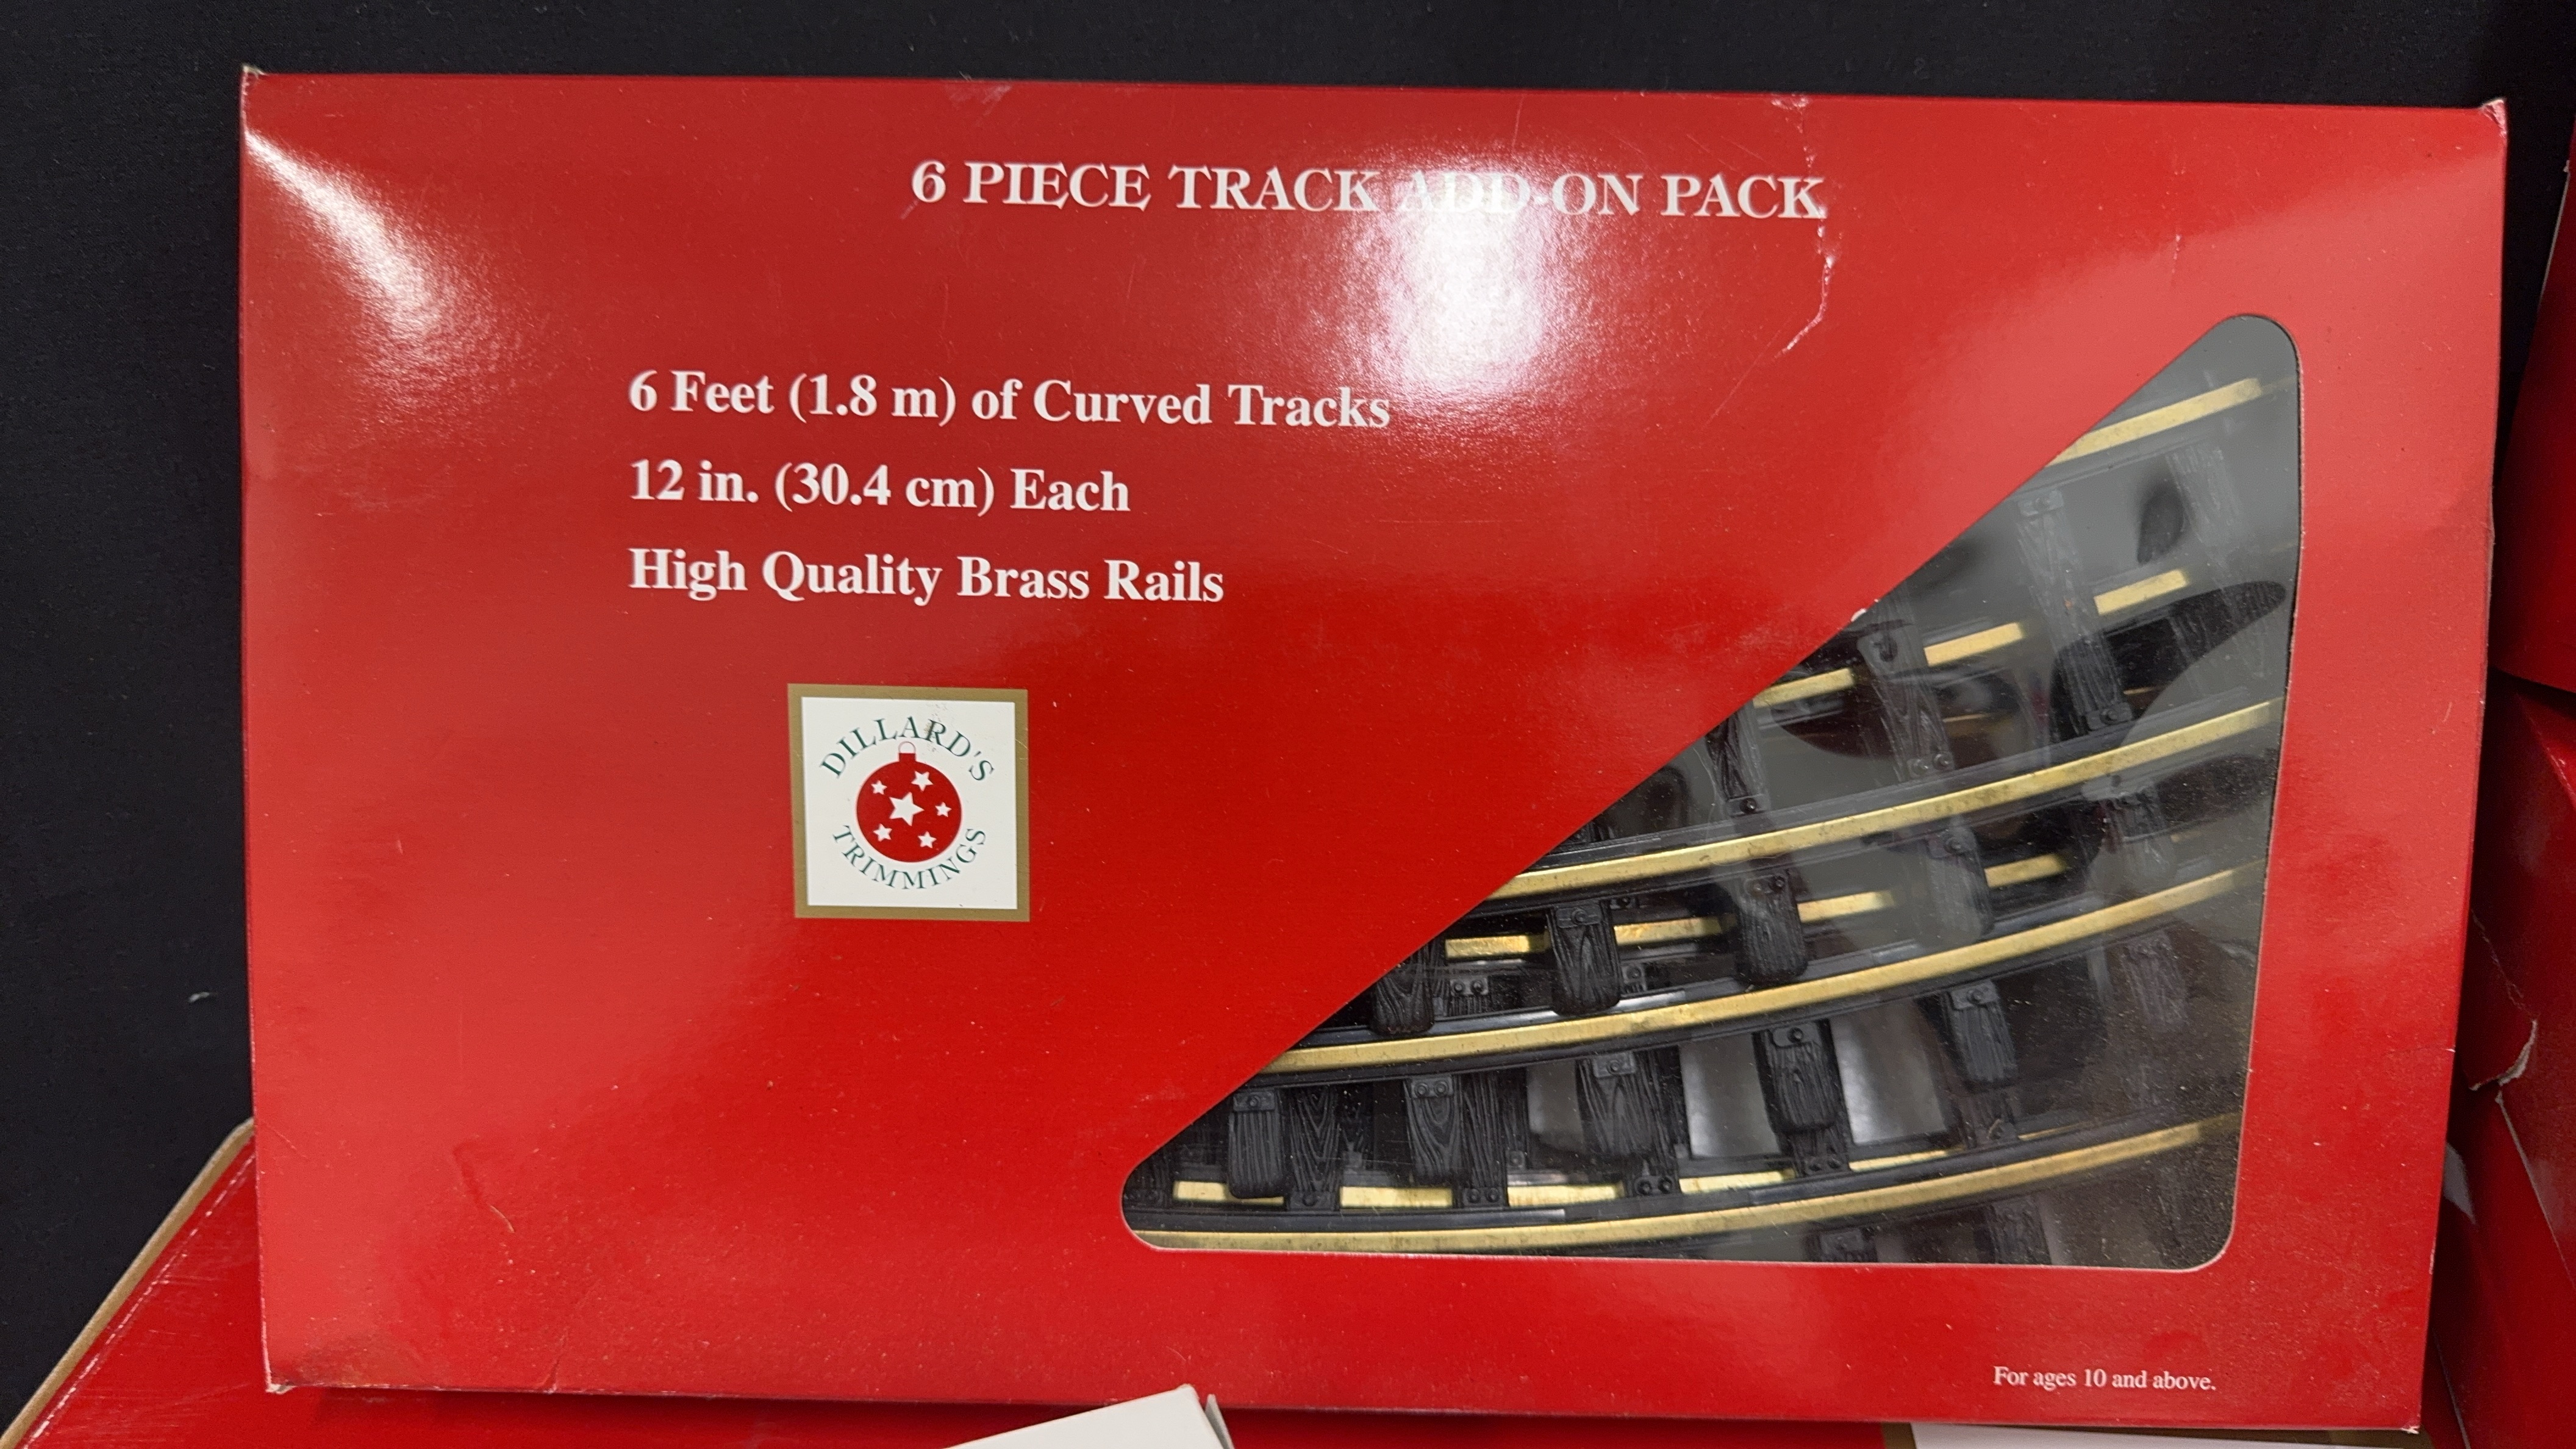 6 PIECE TRACK ADD-ON PACK
6 Feet (1.8 m) of Curved Tracks
12 in. (30.4 cm) Each
High Quality Brass Rails
DILLARD'S
TRIMMINGS
For ages 10 and above.